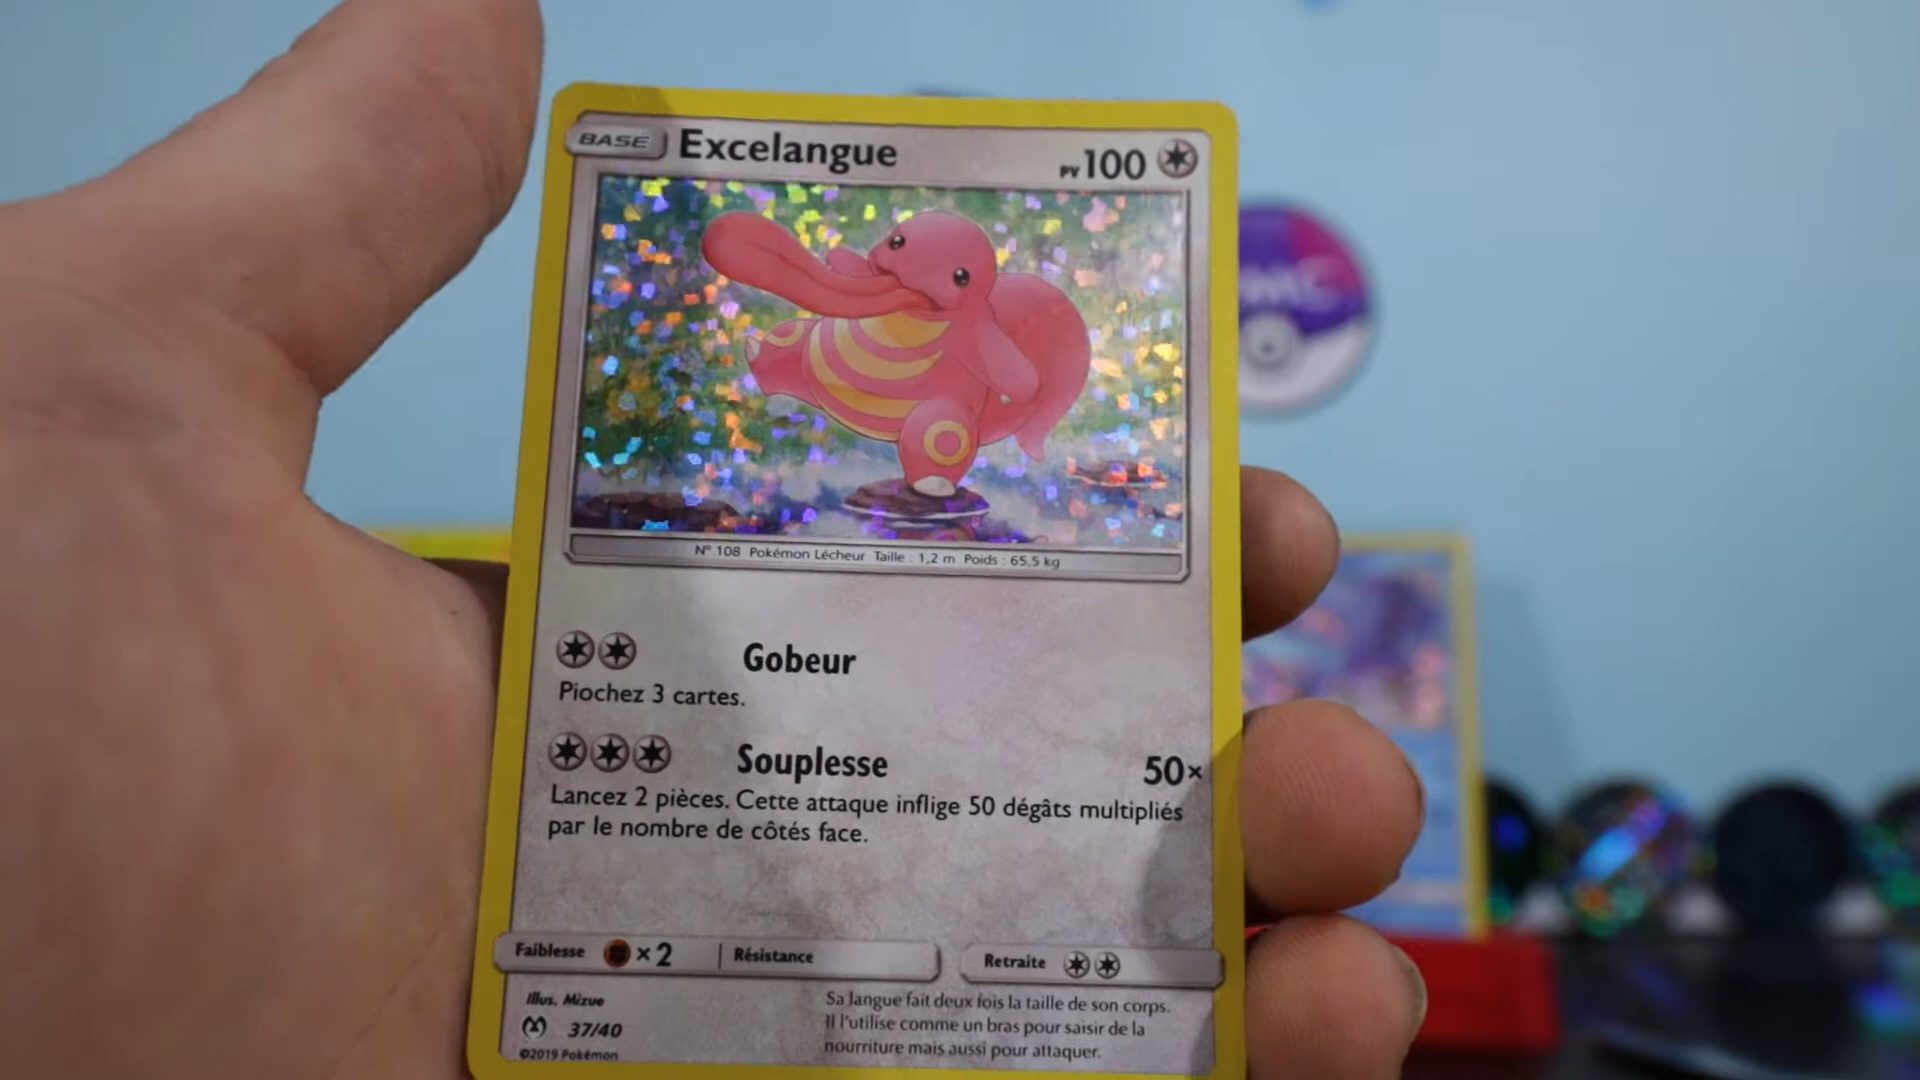 BASE Excelangue PV 100
N° 108 Pokémon Lécheur Taille : 1,2 m Poids : 65,5 kg
Gobeur
Piochez 3 cartes.
Souplesse 50×
Lancez 2 pièces. Cette attaque inflige 50 dégâts multipliés
par le nombre de côtés face.
Faiblesse ×2 Résistance Retraite
Illus. Mizue
37/40
©2019 Pokémon
Sa langue fait deux fois la taille de son corps.
Il l'utilise comme un bras pour saisir de la
nourriture mais aussi pour attaquer.